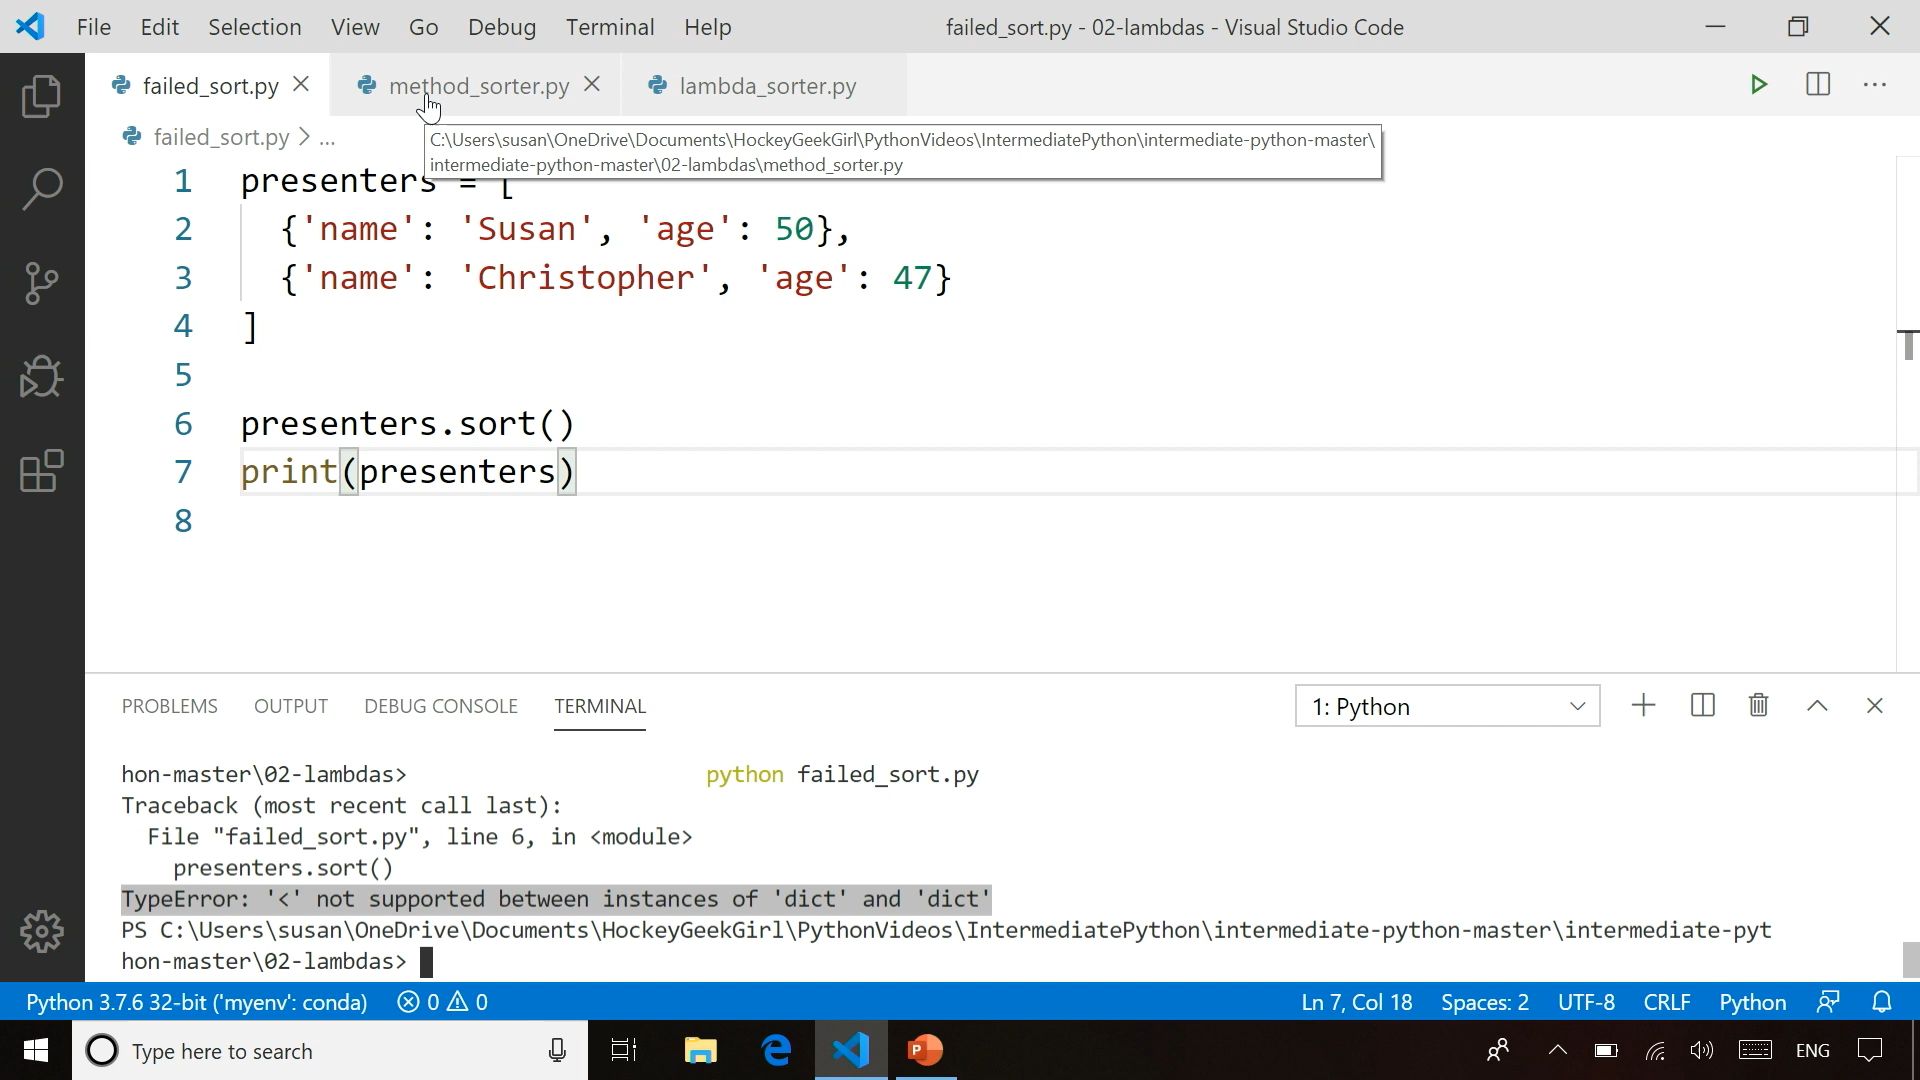 File Edit Selection View Go Debug Terminal Help failed_sort.py - 02-lambdas - Visual Studio Code
failed_sort.py method_sorter.py lambda_sorter.py
failed_sort.py > ...
C:\Users\susan\OneDrive\Documents\HockeyGeekGirl\PythonVideos\IntermediatePython\intermediate-python-master\
intermediate-python-master\02-lambdas\method_sorter.py
1 presenters = [
2 {'name': 'Susan', 'age': 50},
3 {'name': 'Christopher', 'age': 47}
4 ]
5
6 presenters.sort()
7 print(presenters)
8
PROBLEMS OUTPUT DEBUG CONSOLE TERMINAL 1: Python
hon-master\02-lambdas> python failed_sort.py
Traceback (most recent call last):
File "failed_sort.py", line 6, in <module>
presenters.sort()
TypeError: '<' not supported between instances of 'dict' and 'dict'
PS C:\Users\susan\OneDrive\Documents\HockeyGeekGirl\PythonVideos\IntermediatePython\intermediate-python-master\intermediate-pyt
hon-master\02-lambdas>
Python 3.7.6 32-bit ('myenv': conda) 0 0 Ln 7, Col 18 Spaces: 2 UTF-8 CRLF Python
Type here to search ENG